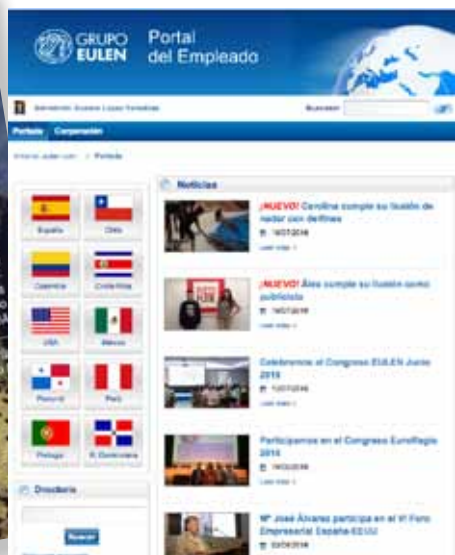 GRUPO
EULEN
Portal
del Empleado
Buscador
Portada Corporación
Portada
España
Chile
Colombia
Costa Rica
USA
México
Panamá
Perú
Portugal
R. Dominicana
Directorio
Buscar
Noticias
¡NUEVO! Carolina cumple su ilusión de
nadar con delfines
Leer más
¡NUEVO! Álex cumple su ilusión como
publicista
Leer más
Celebramos el Congreso EULEN Junio
2016
Leer más
Participamos en el Congreso EuroRegio
2016
Leer más
Mª José Álvarez participa en el VI Foro
Empresarial España-EEUU